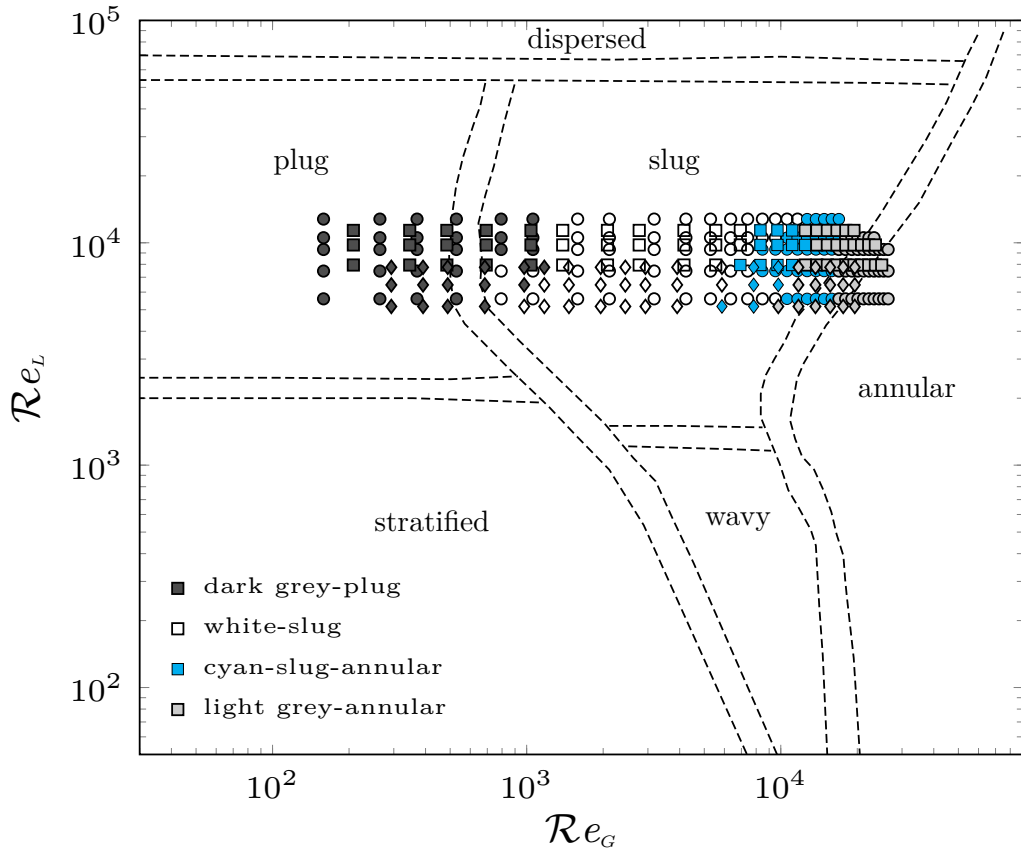 10^5
dispersed
plug
slug
10^4
annular
ℛe_L
10^3
stratified
wavy
dark grey-plug
white-slug
cyan-slug-annular
10^2
light grey-annular
10^2
10^3
10^4
ℛe_G